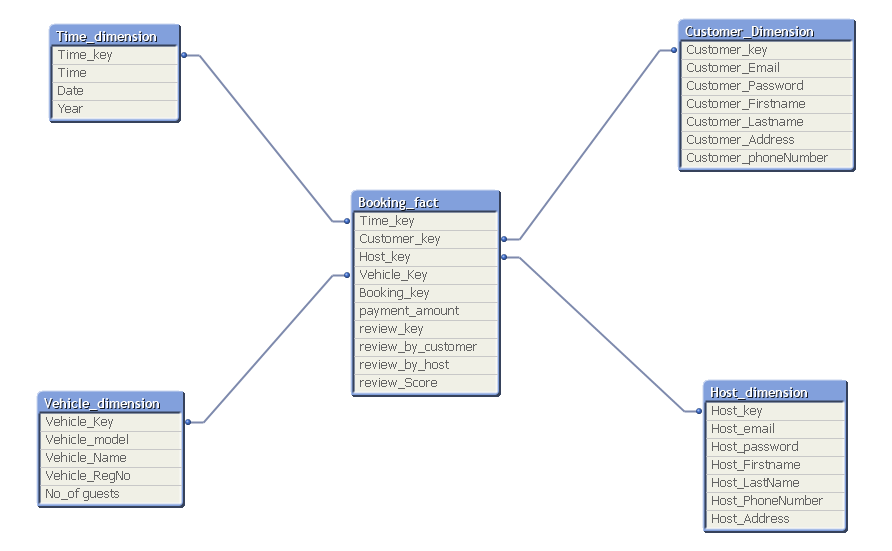 Time_dimension
Time_key
Time
Date
Year
Customer_Dimension
Customer_key
Customer_Email
Customer_Password
Customer_Firstname
Customer_Lastname
Customer_Address
Customer_phoneNumber
Booking_fact
Time_key
Customer_key
Host_key
Vehicle_Key
Booking_key
payment_amount
review_key
review_by_customer
review_by_host
review_Score
Vehicle_dimension
Vehicle_Key
Vehicle_model
Vehicle_Name
Vehicle_RegNo
No_of guests
Host_dimension
Host_key
Host_email
Host_password
Host_Firstname
Host_LastName
Host_PhoneNumber
Host_Address